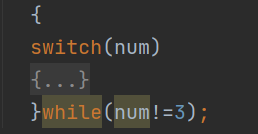 {
switch(num)
{...}
}while(num!=3);